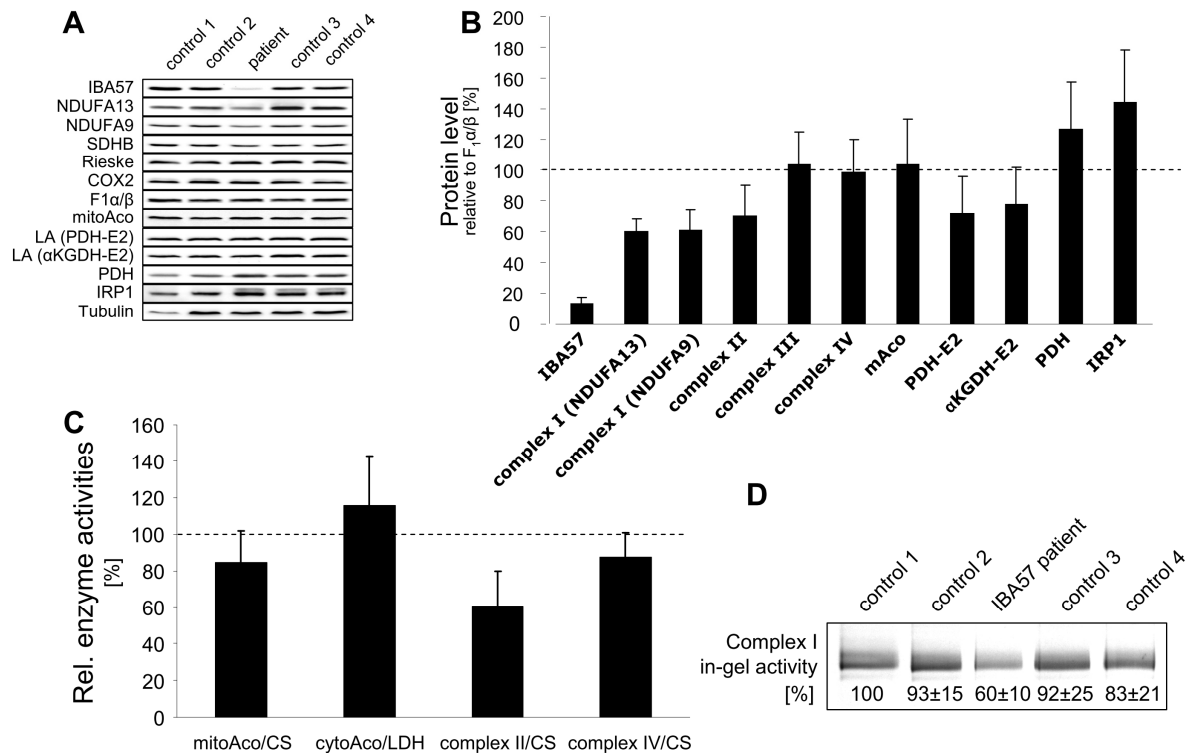 A
control 1
control 2
patient
control 3
control 4
IBA57
NDUFA13
NDUFA9
SDHB
Rieske
COX2
F1α/β
mitoAco
LA (PDH-E2)
LA (αKGDH-E2)
PDH
IRP1
Tubulin
B
Protein level
relative to F1α/β [%]
200
180
160
140
120
100
80
60
40
20
0
IBA57
complex I (NDUFA13)
complex I (NDUFA9)
complex II
complex III
complex IV
mAco
PDH-E2
αKGDH-E2
PDH
IRP1
C
Rel. enzyme activities
[%]
160
140
120
100
80
60
40
20
0
mitoAco/CS
cytoAco/LDH
complex II/CS
complex IV/CS
D
control 1
control 2
IBA57 patient
control 3
control 4
Complex I
in-gel activity
[%] 100 93±15 60±10 92±25 83±21